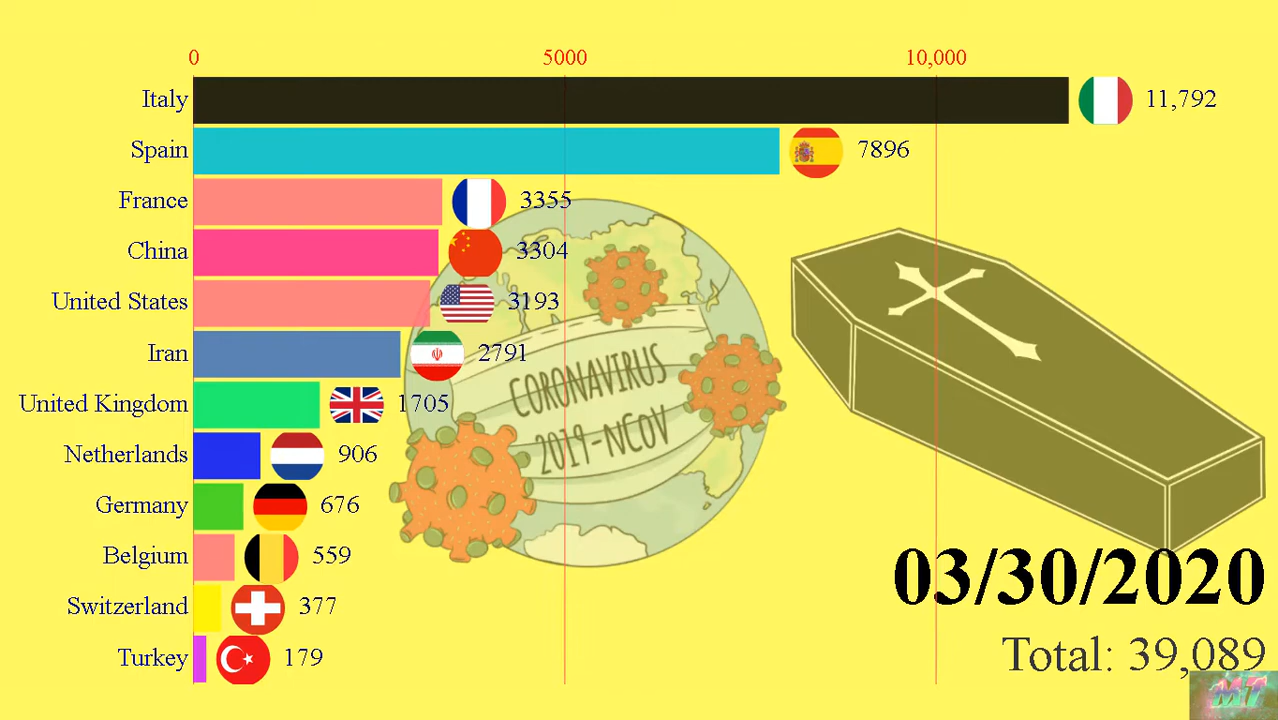 0 5000 10,000
Italy 11,792
Spain 7896
France 3355
China 3304
United States 3193
Iran 2791
United Kingdom 1705
Netherlands 906
Germany 676
Belgium 559
Switzerland 377
Turkey 179
CORONAVIRUS
2019-NCOV
03/30/2020
Total: 39,089
M7